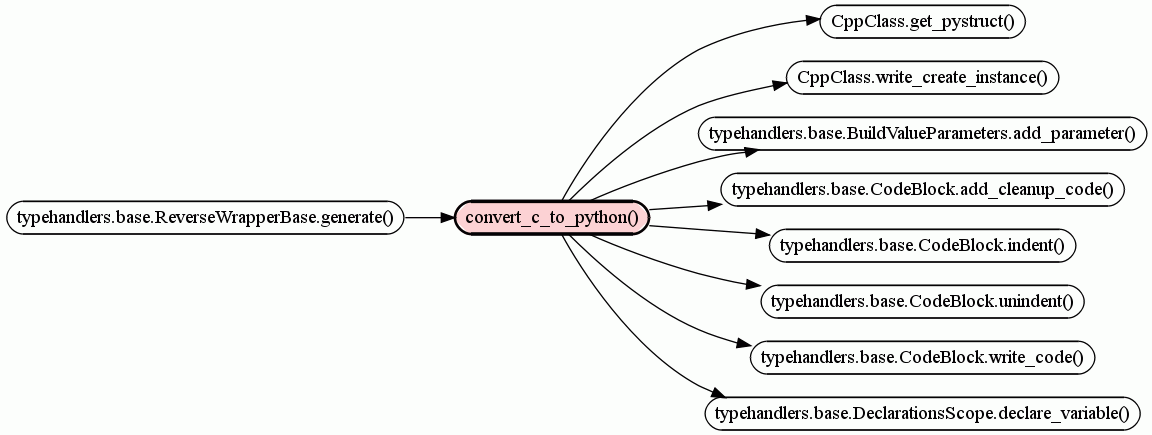 CppClass.get_pystruct()
CppClass.write_create_instance()
typehandlers.base.BuildValueParameters.add_parameter()
typehandlers.base.CodeBlock.add_cleanup_code()
typehandlers.base.ReverseWrapperBase.generate()
convert_c_to_python()
typehandlers.base.CodeBlock.indent()
typehandlers.base.CodeBlock.unindent()
typehandlers.base.CodeBlock.write_code()
typehandlers.base.DeclarationsScope.declare_variable()